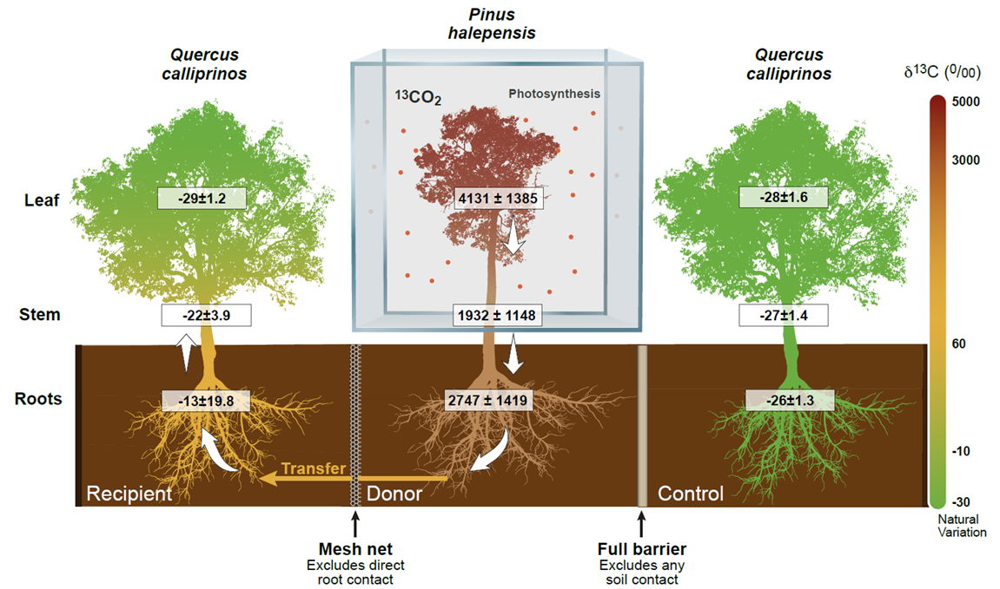 Pinus
halepensis
Quercus
calliprinos
Quercus
calliprinos
δ13C (0/00)
13CO2
Photosynthesis
5000
3000
Leaf
-29±1.2
4131 ± 1385
-28±1.6
Stem
-22±3.9
1932 ± 1148
-27±1.4
60
Roots
-13±19.8
2747 ± 1419
-26±1.3
-10
Transfer
Recipient
Donor
Control
-30
Natural
Variation
Mesh net
Excludes direct
root contact
Full barrier
Excludes any
soil contact